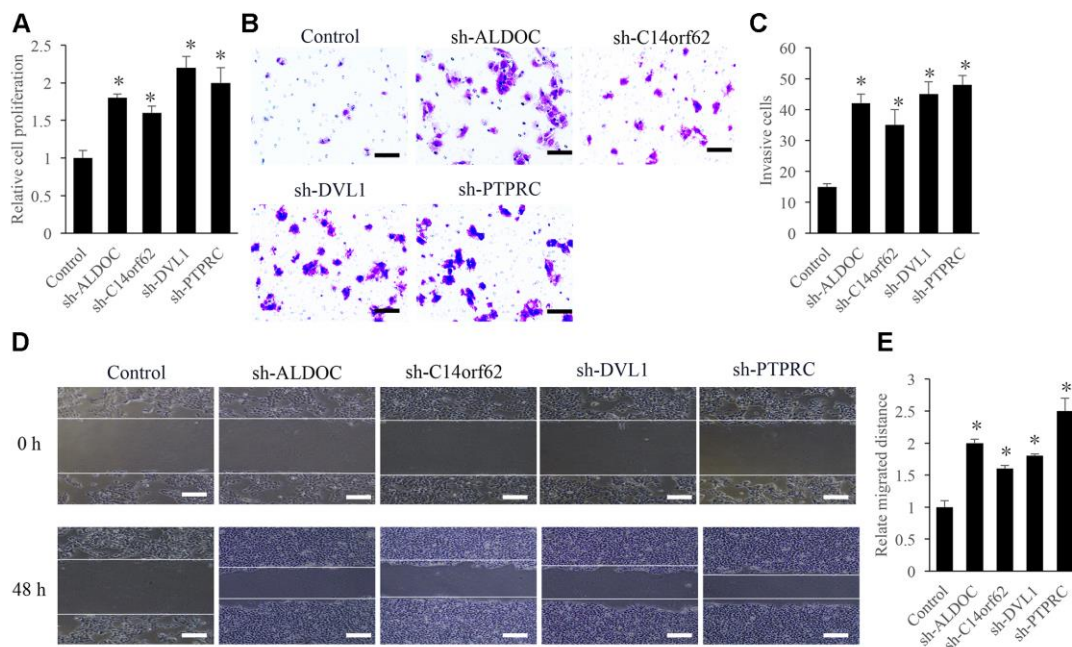 A
Relative cell proliferation
2.5
2
1.5
1
0.5
0
* * * *
Control
sh-ALDOC
sh-C14orf62
sh-DVL1
sh-PTPRC
B
Control
sh-ALDOC
sh-C14orf62
sh-DVL1
sh-PTPRC
C
Invasive cells
60
50
40
30
20
10
0
* * * *
Control
sh-ALDOC
sh-C14orf62
sh-DVL1
sh-PTPRC
D
Control
sh-ALDOC
sh-C14orf62
sh-DVL1
sh-PTPRC
0 h
48 h
E
Relate migrated distance
3
2.5
2
1.5
1
0.5
0
* * * *
Control
sh-ALDOC
sh-C14orf62
sh-DVL1
sh-PTPRC